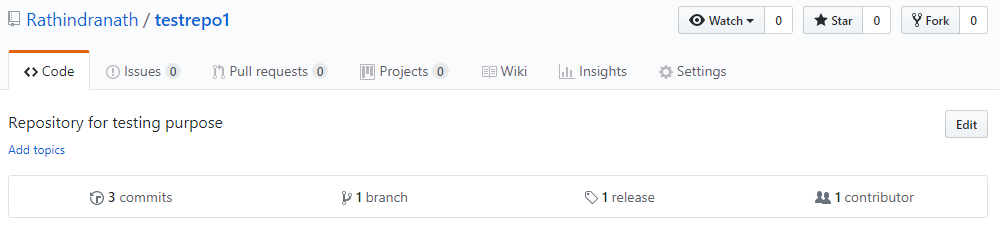 Rathindranath / testrepo1 Watch 0 Star 0 Fork 0
Code Issues 0 Pull requests 0 Projects 0 Wiki Insights Settings
Repository for testing purpose Edit
Add topics
3 commits 1 branch 1 release 1 contributor